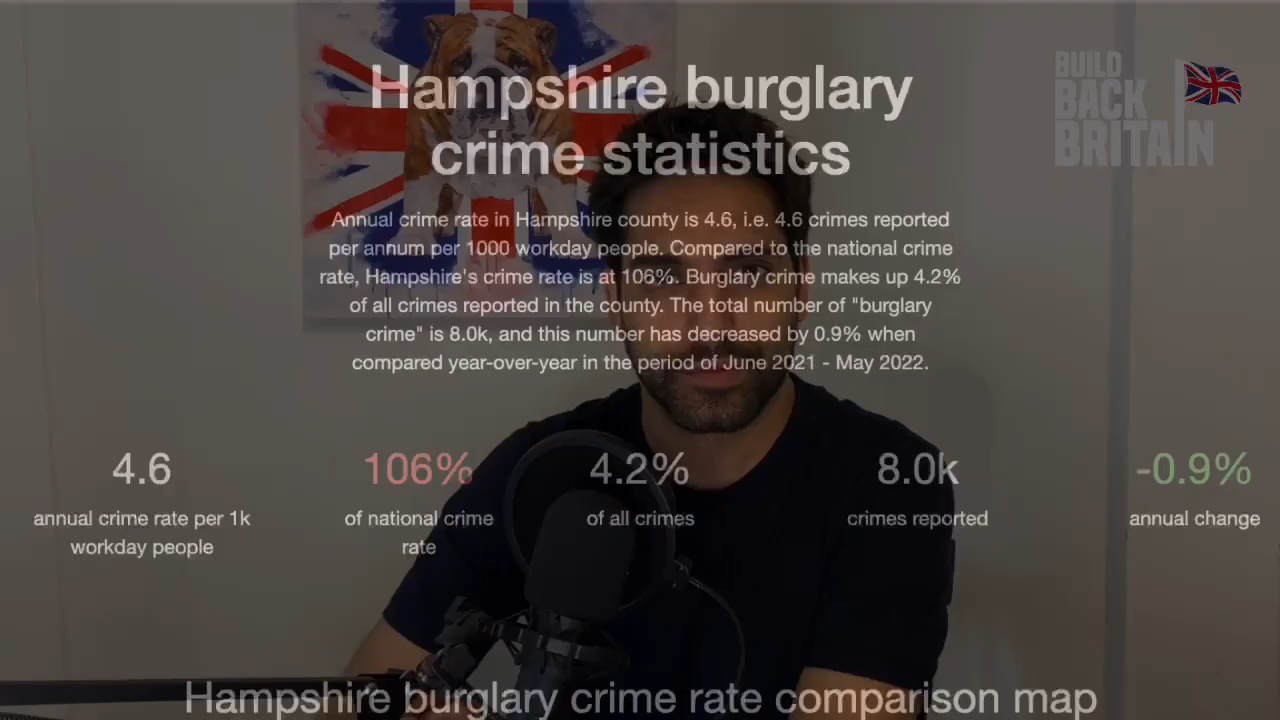 Hampshire burglary
crime statistics
BUILD
BACK
BRITAIN
Annual crime rate in Hampshire county is 4.6, i.e. 4.6 crimes reported
per annum per 1000 workday people. Compared to the national crime
rate, Hampshire's crime rate is at 106%. Burglary crime makes up 4.2%
of all crimes reported in the county. The total number of "burglary
crime" is 8.0k, and this number has decreased by 0.9% when
compared year-over-year in the period of June 2021 - May 2022.
4.6
annual crime rate per 1k
workday people
106%
of national crime
rate
4.2%
of all crimes
8.0k
crimes reported
-0.9%
annual change
Hampshire burglary crime rate comparison map